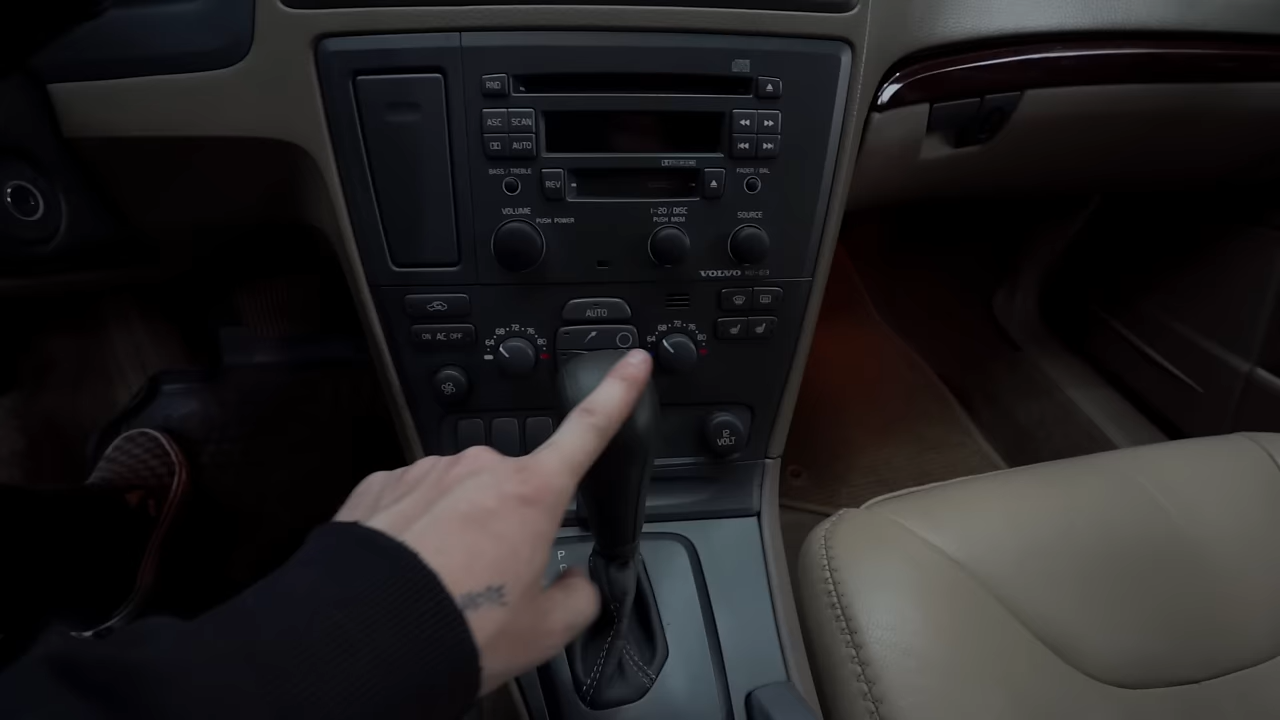 RND
ASC SCAN
AUTO
BASS / TREBLE
REV
FADER / BAL
VOLUME
PUSH POWER
1-20 / DISC
PUSH MEM
SOURCE
VOLVO
AUTO
ON AC OFF
64 68 72 76 80
64 68 72 76 80
12
VOLT
P